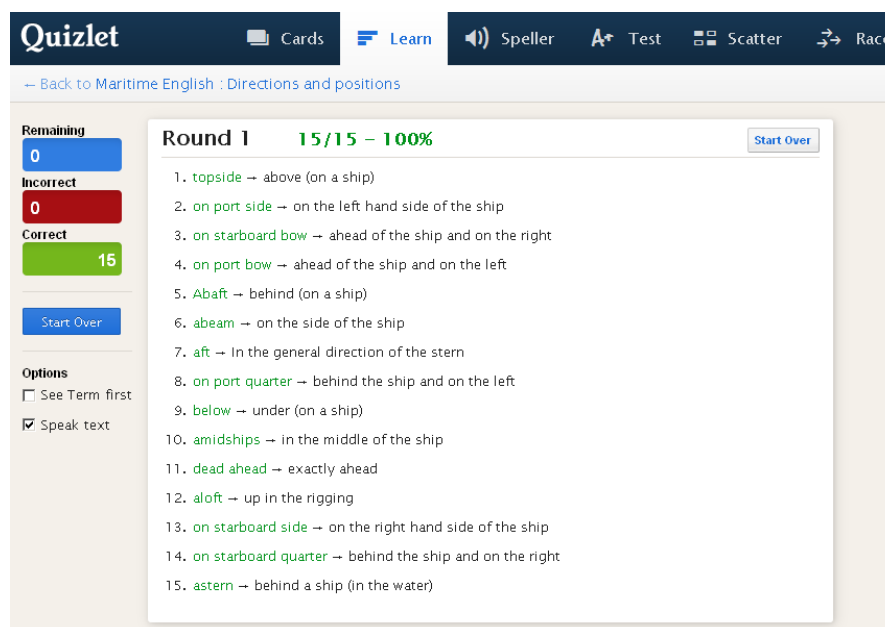 Quizlet Cards Learn Speller A+ Test Scatter Race
← Back to Maritime English : Directions and positions
Remaining
0
Incorrect
0
Correct
15
Start Over
Options
See Term first
Speak text
Round 1 15/15 – 100% Start Over
1. topside → above (on a ship)
2. on port side → on the left hand side of the ship
3. on starboard bow → ahead of the ship and on the right
4. on port bow → ahead of the ship and on the left
5. Abaft → behind (on a ship)
6. abeam → on the side of the ship
7. aft → In the general direction of the stern
8. on port quarter → behind the ship and on the left
9. below → under (on a ship)
10. amidships → in the middle of the ship
11. dead ahead → exactly ahead
12. aloft → up in the rigging
13. on starboard side → on the right hand side of the ship
14. on starboard quarter → behind the ship and on the right
15. astern → behind a ship (in the water)